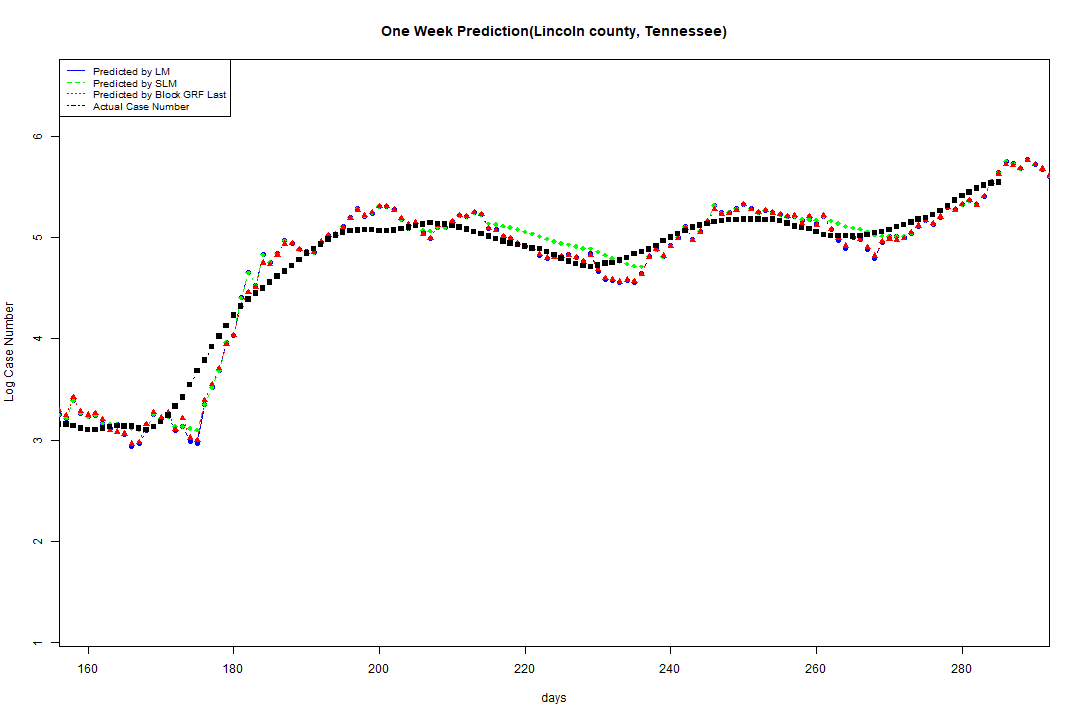 One Week Prediction(Lincoln county, Tennessee)
Predicted by LM
Predicted by SLM
Predicted by Block GRF Last
Actual Case Number
Log Case Number
6
5
4
3
2
1
160 180 200 220 240 260 280
days